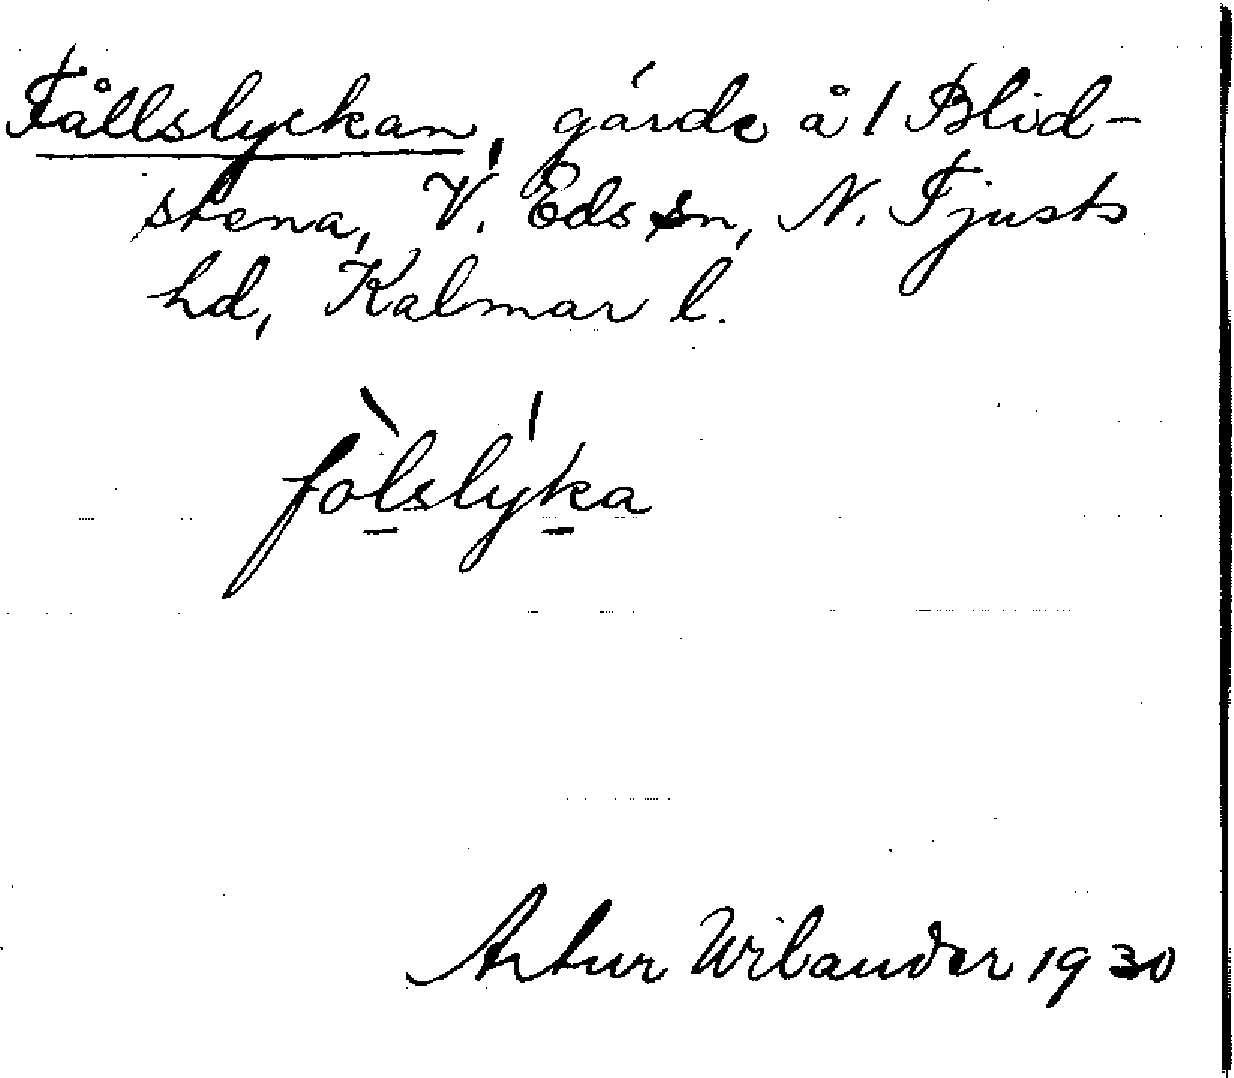 Fållslyckan, gärde å 1 Blid-
stena, V. Eds sn, N. Tjusts
hd, Kalmar l.
fòlslýka
Artur Wilander 1930